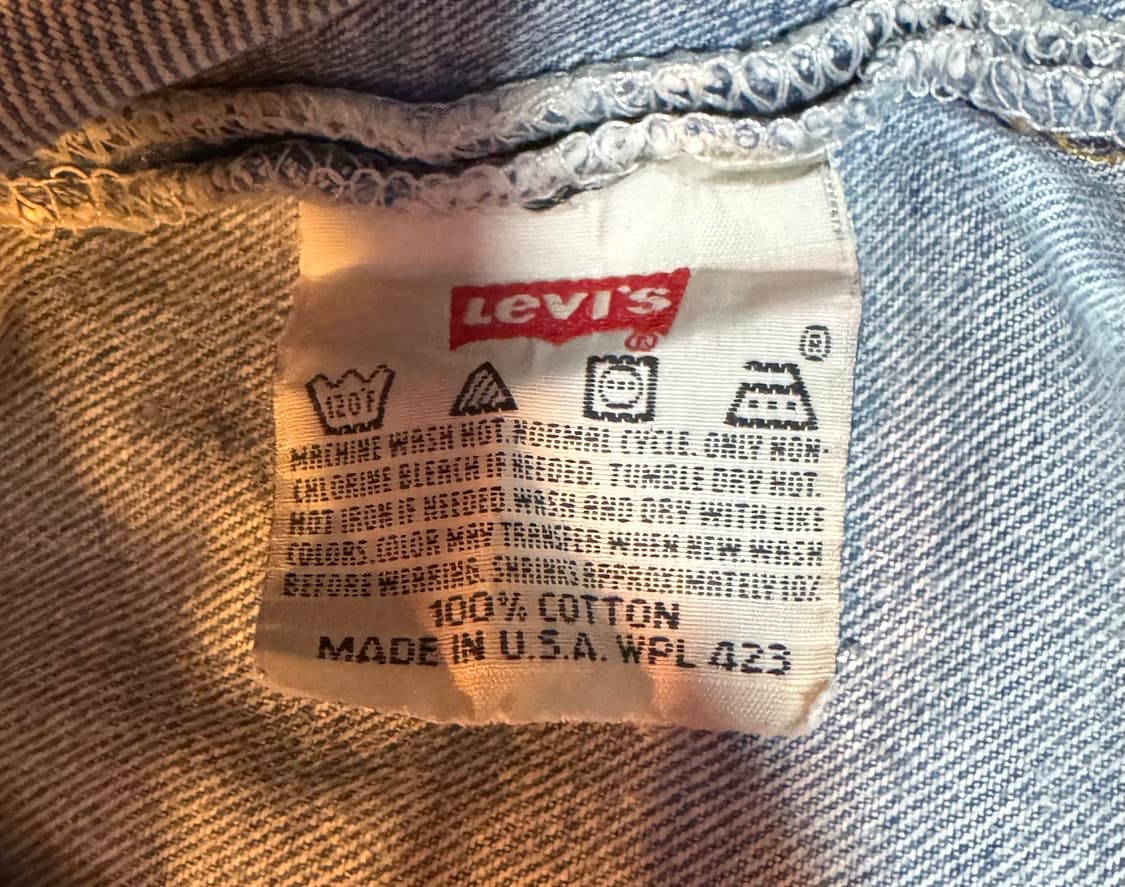 Levi's
®
®
120F
MACHINE WASH HOT.NORMAL CYCLE. ONLY NON-
CHLORINE BLEACH IF NEEDED. TUMBLE DRY HOT.
HOT IRON IF NEEDED WASH AND DRY WITH LIKE
COLORS.COLOR MAY TRANSFER WHEN NEW WASH
BEFORE WEARING. SHRINKS APPROXIMATELY 10%
100% COTTON
MADE IN U.S.A. WPL 423